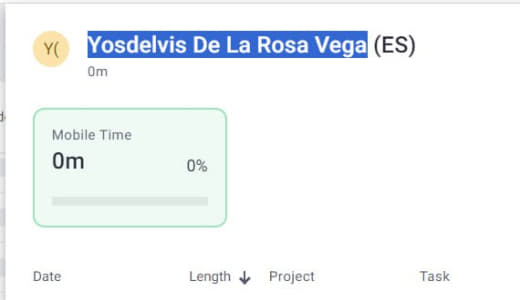 Y(
Yosdelvis De La Rosa Vega (ES)
0m
Mobile Time
0m
0%
Date Length Project Task